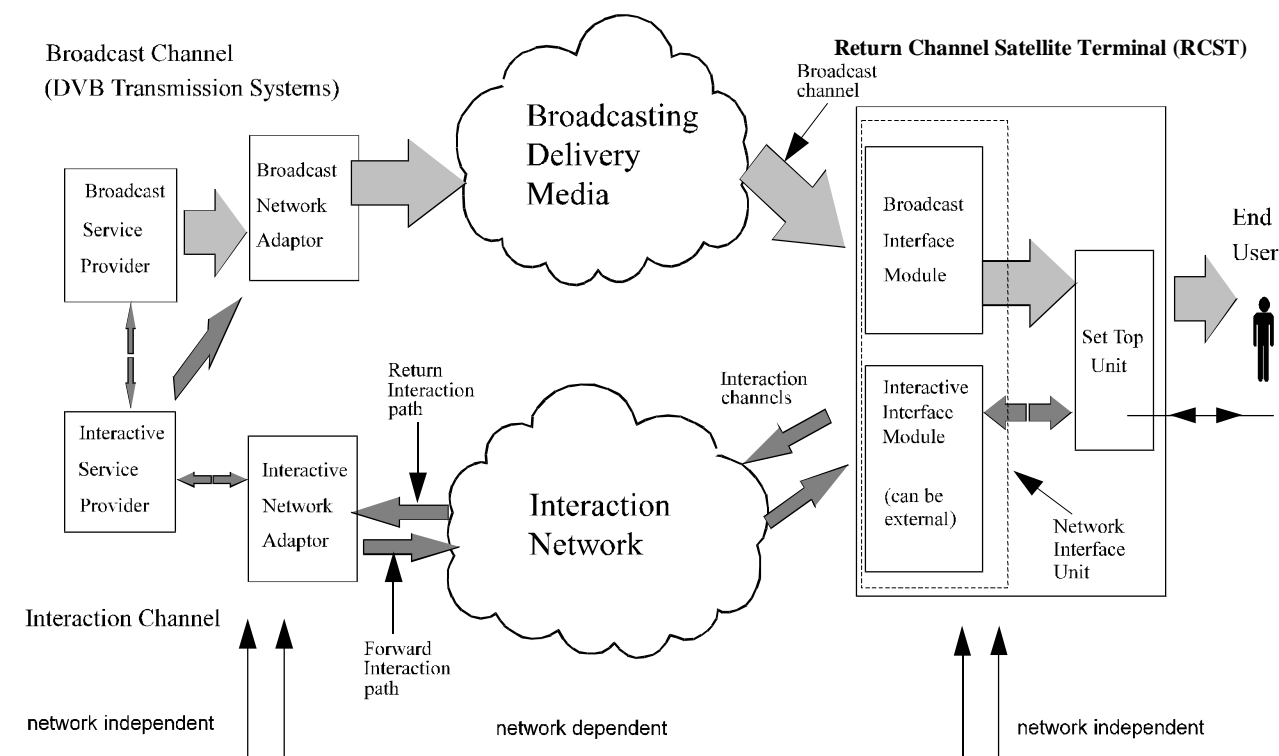 Broadcast Channel
(DVB Transmission Systems)
Return Channel Satellite Terminal (RCST)
Broadcast
channel
Broadcasting
Delivery
Media
Broadcast
Service
Provider
Broadcast
Network
Adaptor
Broadcast
Interface
Module
Set Top
Unit
End
User
Return
Interaction
path
Interaction
channels
Interactive
Service
Provider
Interactive
Network
Adaptor
Interaction
Network
Interactive
Interface
Module
(can be
external)
Network
Interface
Unit
Interaction Channel
Forward
Interaction
path
network independent
network dependent
network independent